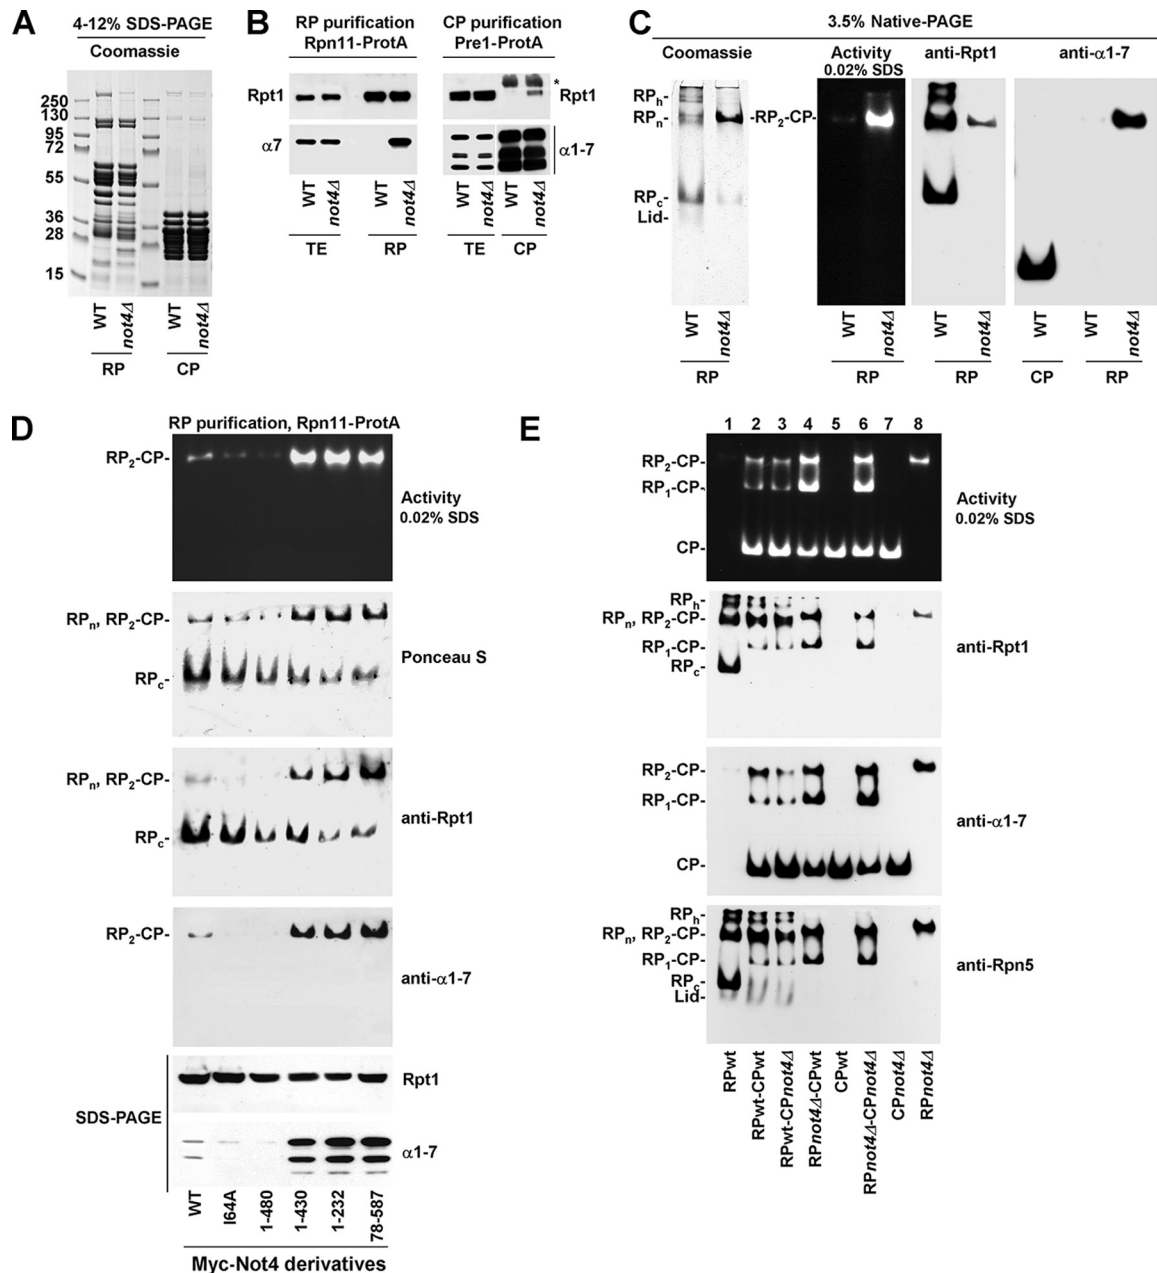 A
4-12% SDS-PAGE
Coomassie
250
130
95
72
55
36
28
15
WT
not4Δ
WT
not4Δ
RP
CP
B
RP purification
Rpn11-ProtA
CP purification
Pre1-ProtA
Rpt1
*
Rpt1
α7
α1-7
WT
not4Δ
WT
not4Δ
WT
not4Δ
WT
not4Δ
TE
RP
TE
CP
C
3.5% Native-PAGE
Coomassie
Activity
0.02% SDS
anti-Rpt1
anti-α1-7
RPh-
RPn-
-RP2-CP-
RPc-
Lid-
WT
not4Δ
WT
not4Δ
WT
not4Δ
WT
WT
not4Δ
RP
RP
RP
CP
RP
D
RP purification, Rpn11-ProtA
RP2-CP-
Activity
0.02% SDS
RPn, RP2-CP-
RPc-
Ponceau S
RPn, RP2-CP-
RPc-
anti-Rpt1
RP2-CP-
anti-α1-7
SDS-PAGE
Rpt1
α1-7
WT
I64A
1-480
1-430
1-232
78-587
Myc-Not4 derivatives
E
1 2 3 4 5 6 7 8
RP2-CP-
RP1-CP-
CP-
Activity
0.02% SDS
RPh-
RPn, RP2-CP-
RP1-CP-
RPc-
anti-Rpt1
RP2-CP-
RP1-CP-
CP-
anti-α1-7
RPh-
RPn, RP2-CP-
RP1-CP-
RPc-
Lid-
anti-Rpn5
RPwt
RPwt-CPwt
RPwt-CPnot4Δ
RPnot4Δ-CPwt
CPwt
RPnot4Δ-CPnot4Δ
CPnot4Δ
RPnot4Δ